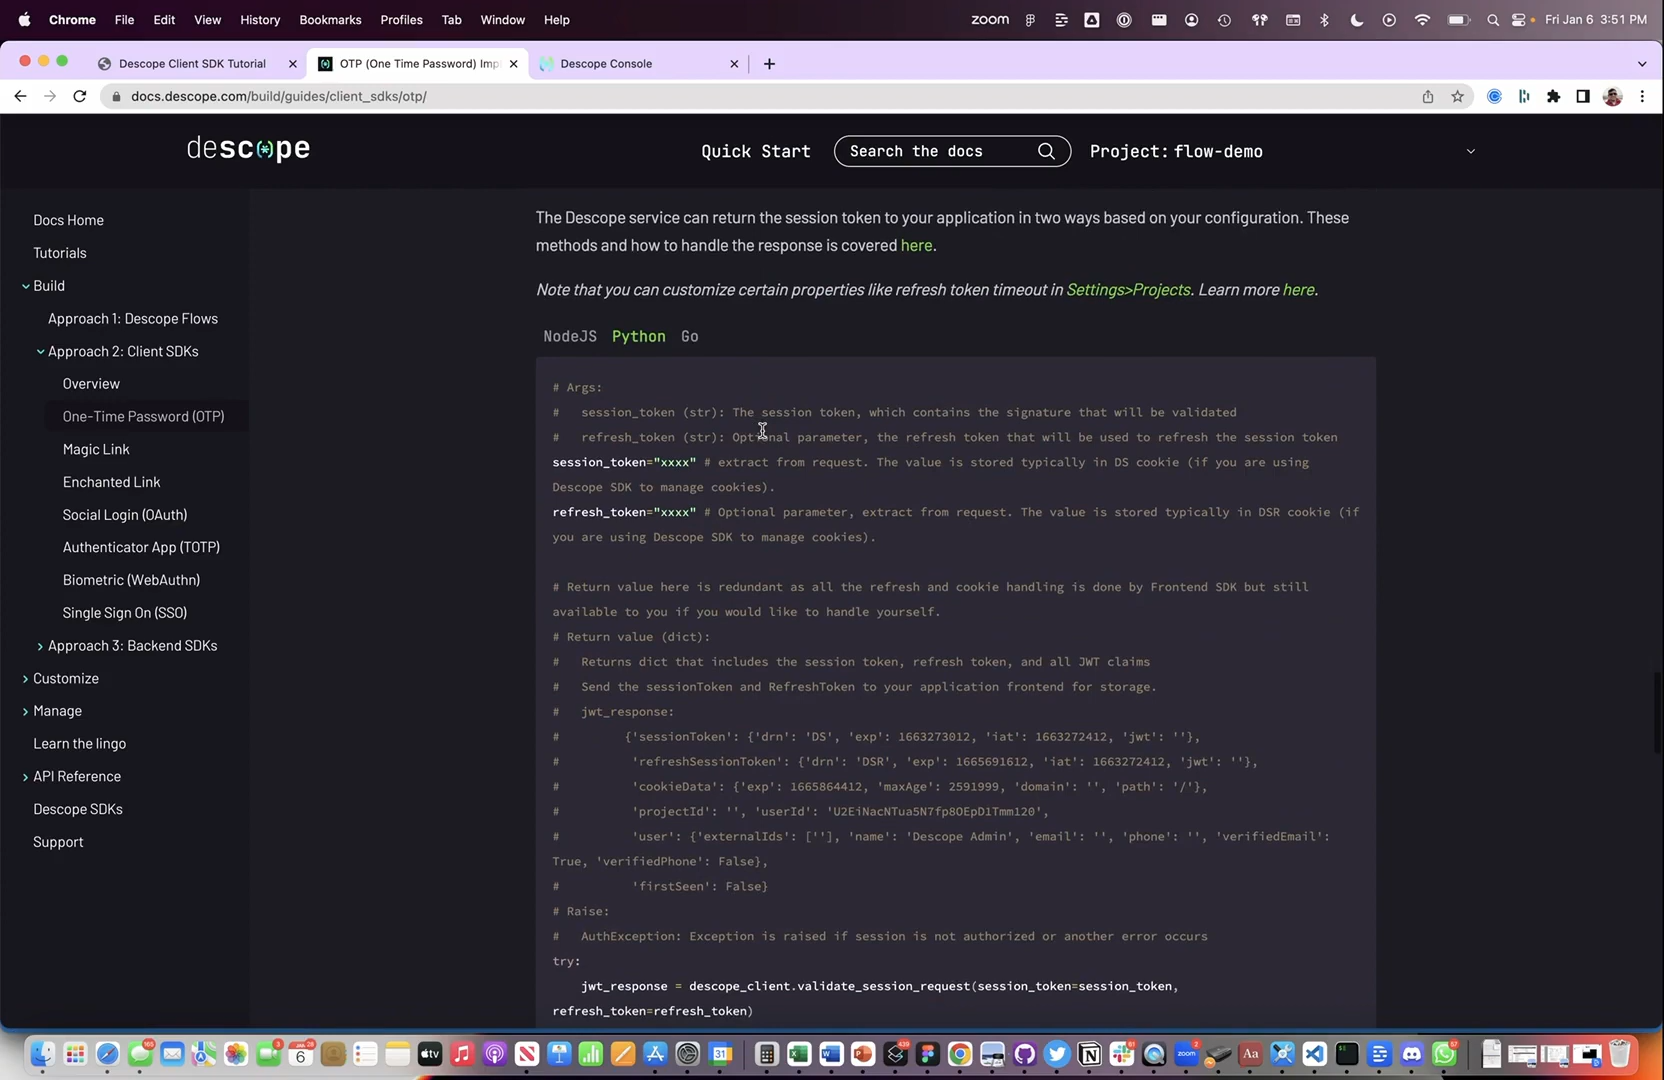 Chrome File Edit View History Bookmarks Profiles Tab Window Help zoom Fri Jan 6 3:51 PM
Descope Client SDK Tutorial OTP (One Time Password) Impl Descope Console
docs.descope.com/build/guides/client_sdks/otp/
descope Quick Start Search the docs Project: flow-demo
Docs Home
Tutorials
Build
Approach 1: Descope Flows
Approach 2: Client SDKs
Overview
One-Time Password (OTP)
Magic Link
Enchanted Link
Social Login (OAuth)
Authenticator App (TOTP)
Biometric (WebAuthn)
Single Sign On (SSO)
Approach 3: Backend SDKs
Customize
Manage
Learn the lingo
API Reference
Descope SDKs
Support
The Descope service can return the session token to your application in two ways based on your configuration. These
methods and how to handle the response is covered here.
Note that you can customize certain properties like refresh token timeout in Settings>Projects. Learn more here.
NodeJS Python Go
# Args:
#   session_token (str): The session token, which contains the signature that will be validated
#   refresh_token (str): Optional parameter, the refresh token that will be used to refresh the session token
session_token="xxxx" # extract from request. The value is stored typically in DS cookie (if you are using
Descope SDK to manage cookies).
refresh_token="xxxx" # Optional parameter, extract from request. The value is stored typically in DSR cookie (if
you are using Descope SDK to manage cookies).
# Return value here is redundant as all the refresh and cookie handling is done by Frontend SDK but still
available to you if you would like to handle yourself.
# Return value (dict):
#   Returns dict that includes the session token, refresh token, and all JWT claims
#   Send the sessionToken and RefreshToken to your application frontend for storage.
#   jwt_response:
#         {'sessionToken': {'drn': 'DS', 'exp': 1663273012, 'iat': 1663272412, 'jwt': ''},
#          'refreshSessionToken': {'drn': 'DSR', 'exp': 1665691612, 'iat': 1663272412, 'jwt': ''},
#          'cookieData': {'exp': 1665864412, 'maxAge': 2591999, 'domain': '', 'path': '/'},
#          'projectId': '', 'userId': 'U2EiNacNTua5N7fp8OEpD1Tmm120',
#          'user': {'externalIds': [''], 'name': 'Descope Admin', 'email': '', 'phone': '', 'verifiedEmail':
True, 'verifiedPhone': False},
#          'firstSeen': False}
# Raise:
#   AuthException: Exception is raised if session is not authorized or another error occurs
try:
    jwt_response = descope_client.validate_session_request(session_token=session_token,
refresh_token=refresh_token)